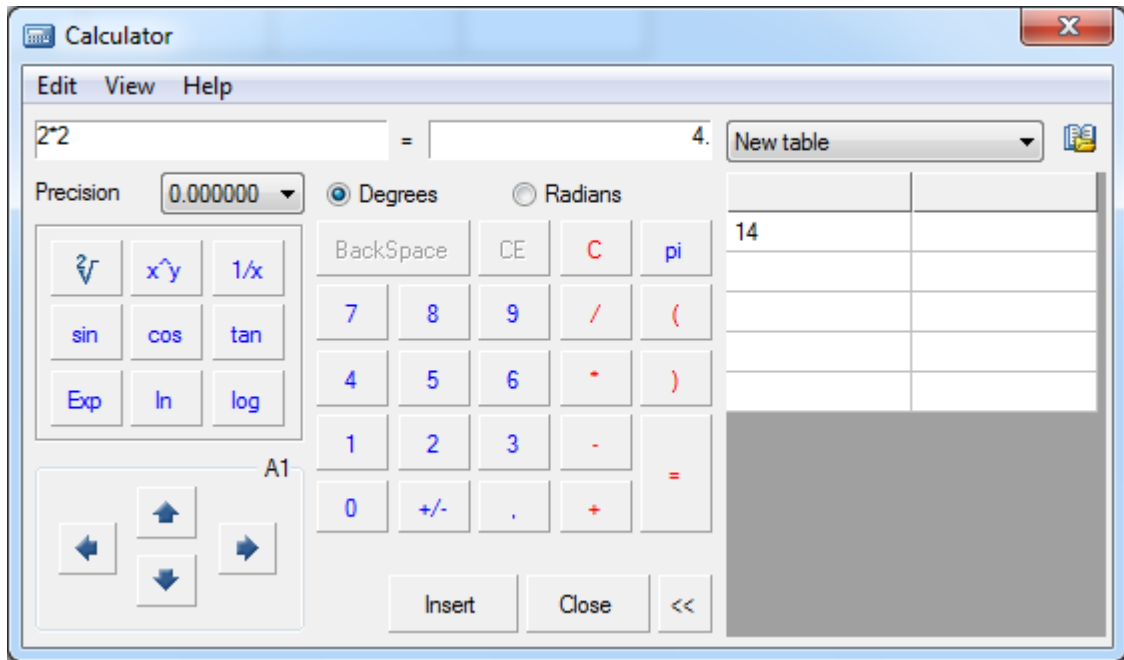 Calculator
Edit View Help
2*2 = 4. New table
Precision 0.000000 Degrees Radians
14
2√ x^y 1/x
BackSpace CE C pi
sin cos tan
7 8 9 / (
Exp ln log
4 5 6 * )
1 2 3 - =
A1
0 +/- , +
Insert Close <<